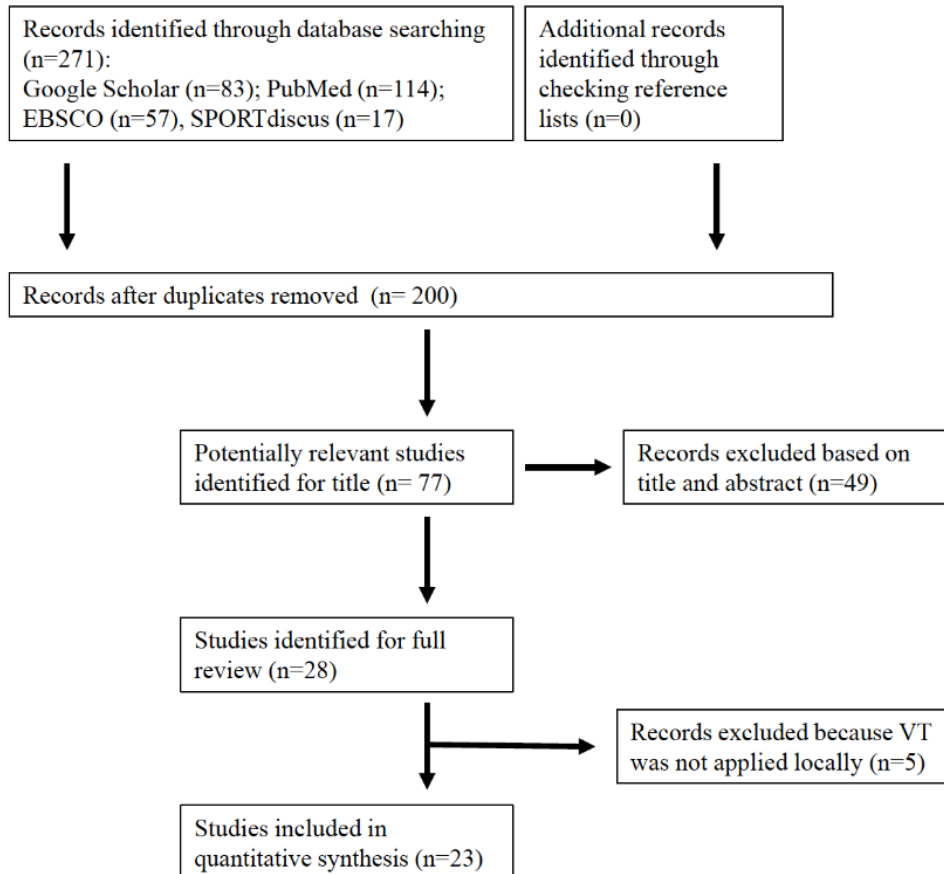 Records identified through database searching
(n=271):
Google Scholar (n=83); PubMed (n=114);
EBSCO (n=57), SPORTdiscus (n=17)
Additional records
identified through
checking reference
lists (n=0)
Records after duplicates removed (n= 200)
Potentially relevant studies
identified for title (n= 77)
Records excluded based on
title and abstract (n=49)
Studies identified for full
review (n=28)
Records excluded because VT
was not applied locally (n=5)
Studies included in
quantitative synthesis (n=23)